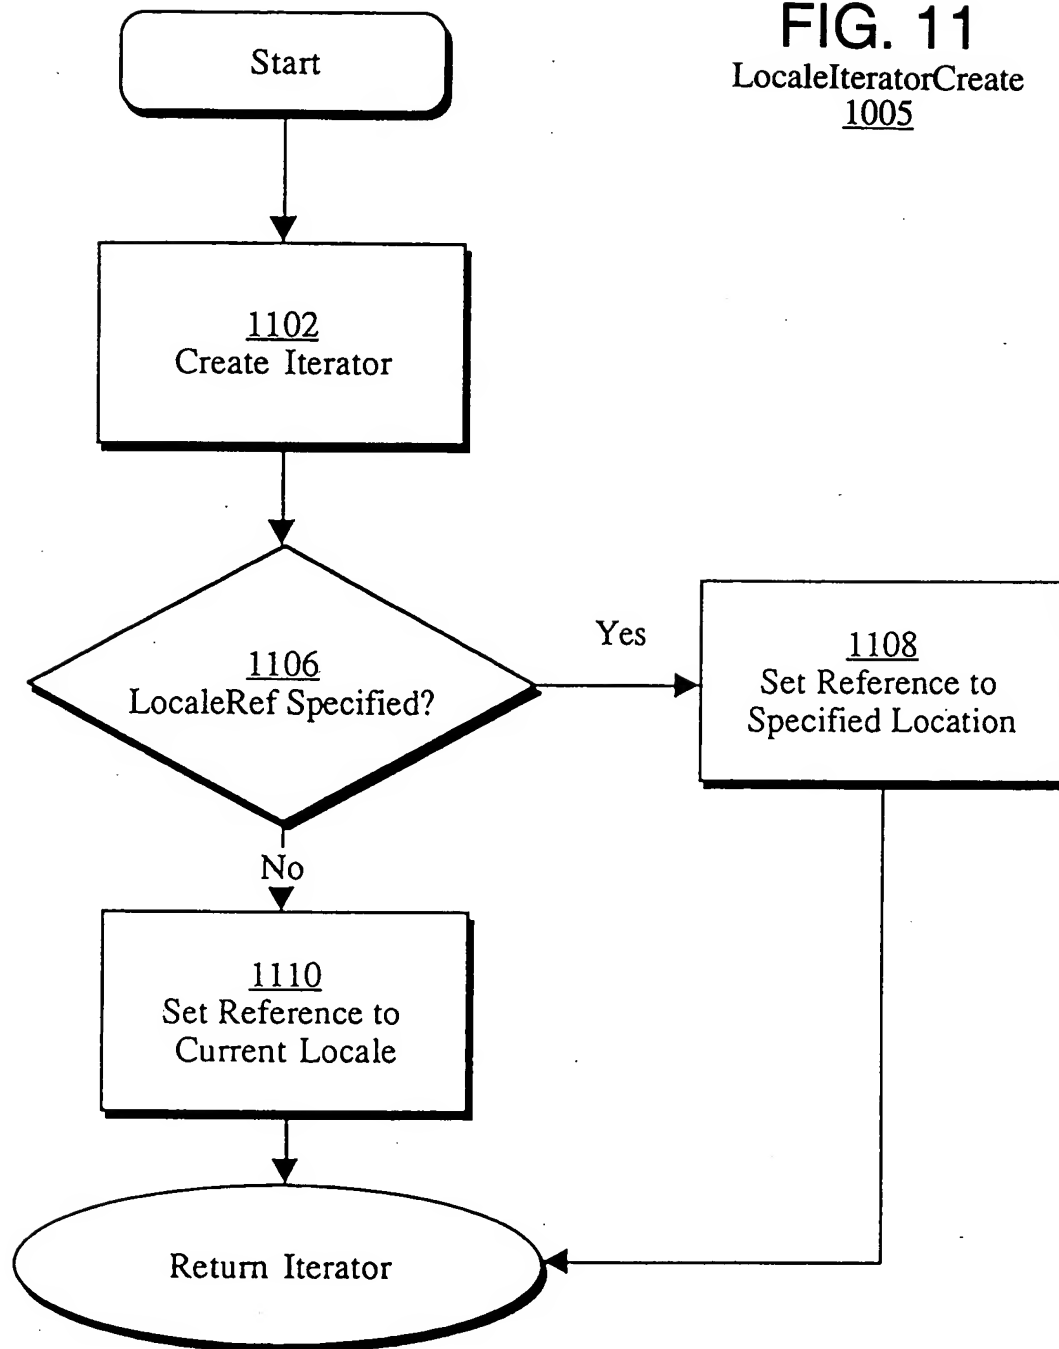 FIG. 11
LocaleIteratorCreate
1005
Start
1102
Create Iterator
1106
LocaleRef Specified?
Yes
1108
Set Reference to
Specified Location
No
1110
Set Reference to
Current Locale
Return Iterator